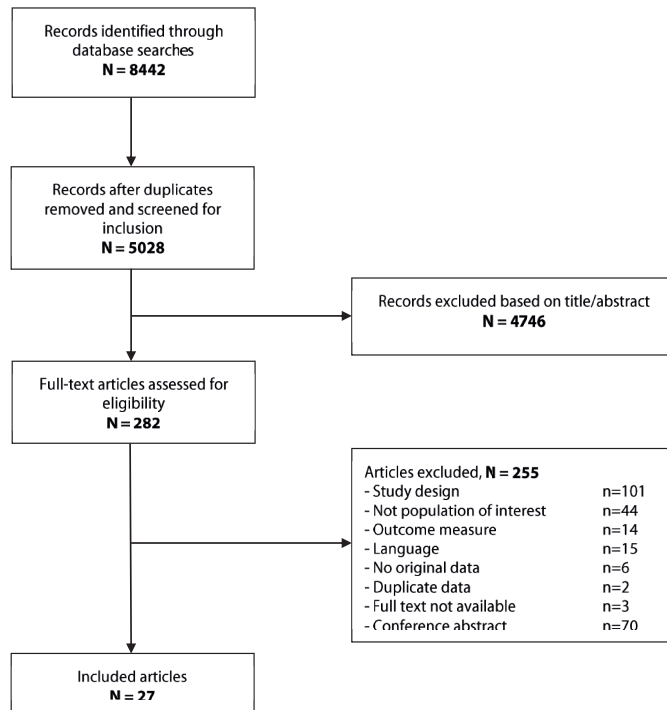 Records identified through
database searches
N = 8442
Records after duplicates
removed and screened for
inclusion
N = 5028
Records excluded based on title/abstract
N = 4746
Full-text articles assessed for
eligibility
N = 282
Articles excluded, N = 255
- Study design n=101
- Not population of interest n=44
- Outcome measure n=14
- Language n=15
- No original data n=6
- Duplicate data n=2
- Full text not available n=3
- Conference abstract n=70
Included articles
N = 27